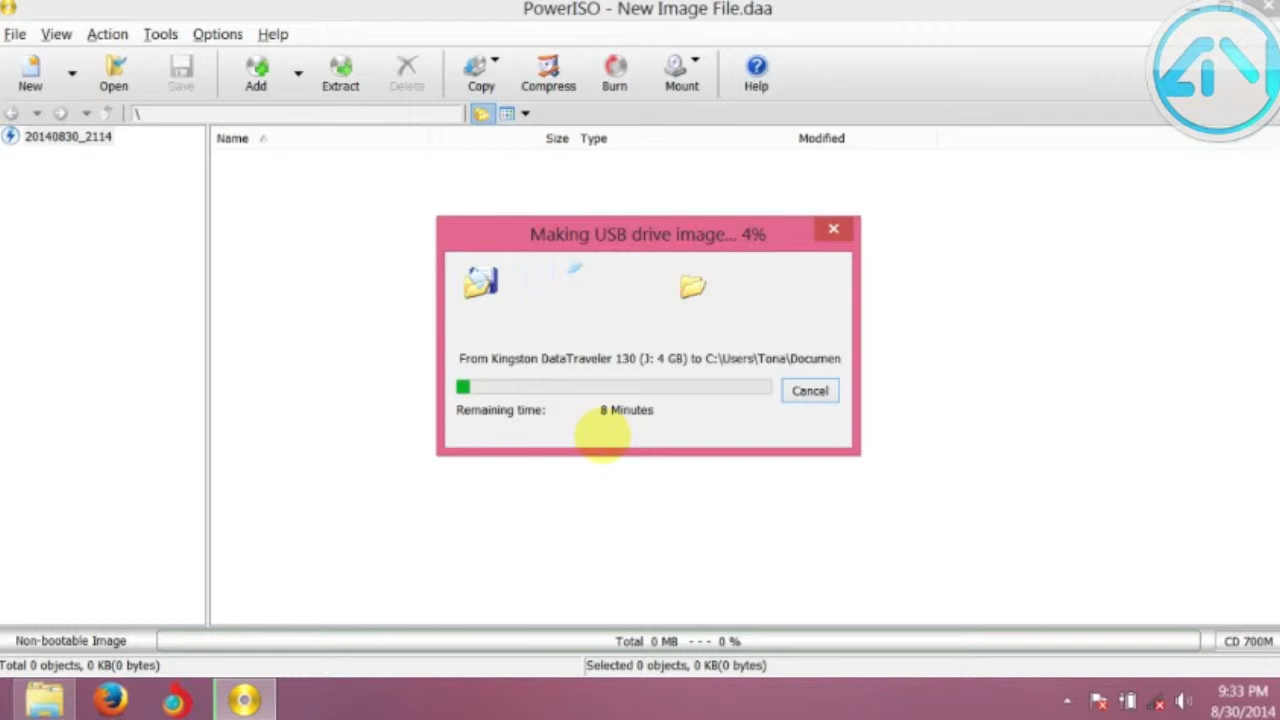 PowerISO - New Image File.daa
File View Action Tools Options Help
New Open Save Add Extract Delete Copy Compress Burn Mount Help
\
20140830_2114
Name Size Type Modified
Making USB drive image... 4%
From Kingston DataTraveler 130 (J: 4 GB) to C:\Users\Tona\Documen
Cancel
Remaining time: 8 Minutes
Non-bootable Image Total 0 MB --- 0 % CD 700M
Total 0 objects, 0 KB(0 bytes) Selected 0 objects, 0 KB(0 bytes)
9:33 PM
8/30/2014